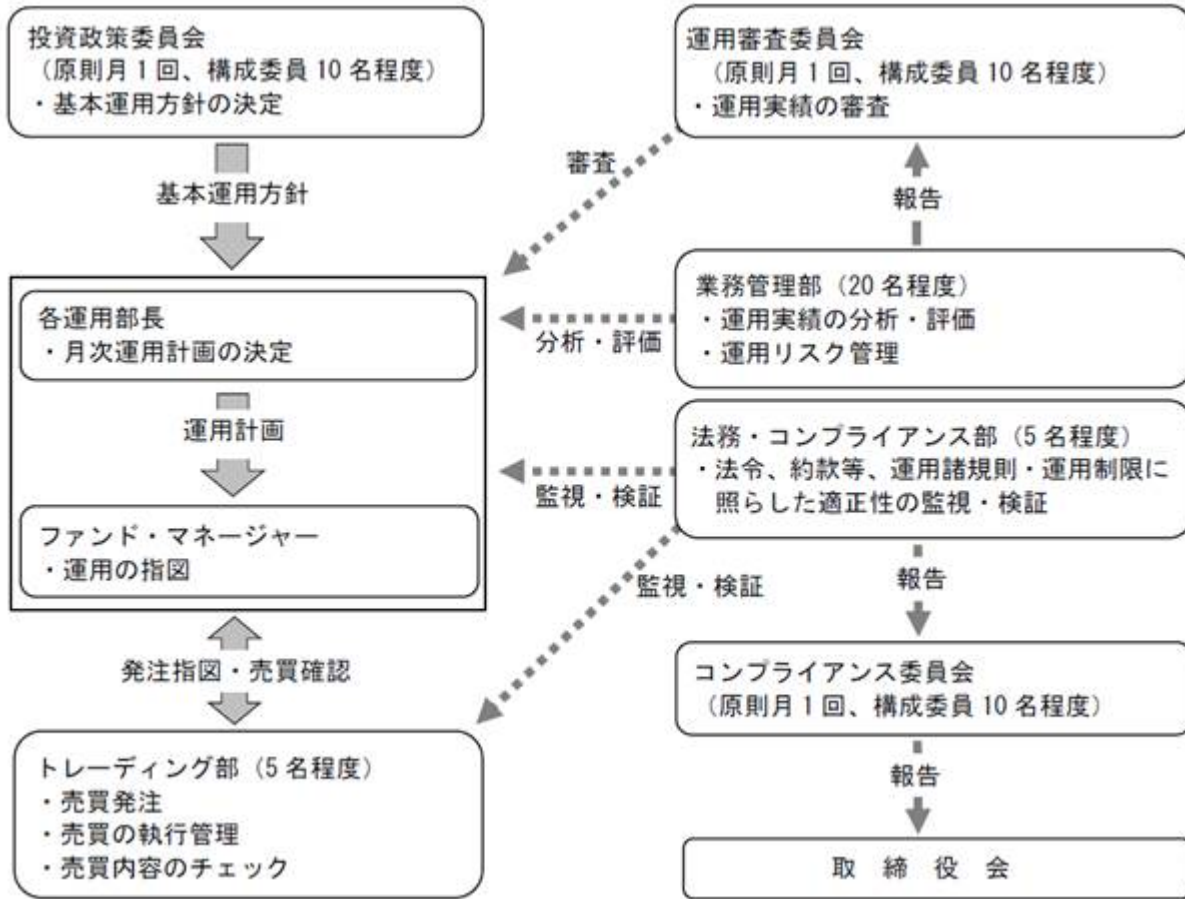 投資政策委員会
（原則月1回、構成委員10名程度）
・基本運用方針の決定
基本運用方針
各運用部長
・月次運用計画の決定
運用計画
ファンド・マネージャー
・運用の指図
発注指図・売買確認
トレーディング部（5名程度）
・売買発注
・売買の執行管理
・売買内容のチェック
運用審査委員会
（原則月1回、構成委員10名程度）
・運用実績の審査
審査
報告
業務管理部（20名程度）
・運用実績の分析・評価
・運用リスク管理
分析・評価
法務・コンプライアンス部（5名程度）
・法令、約款等、運用諸規則・運用制限に
照らした適正性の監視・検証
監視・検証
監視・検証
報告
コンプライアンス委員会
（原則月1回、構成委員10名程度）
報告
取締役会